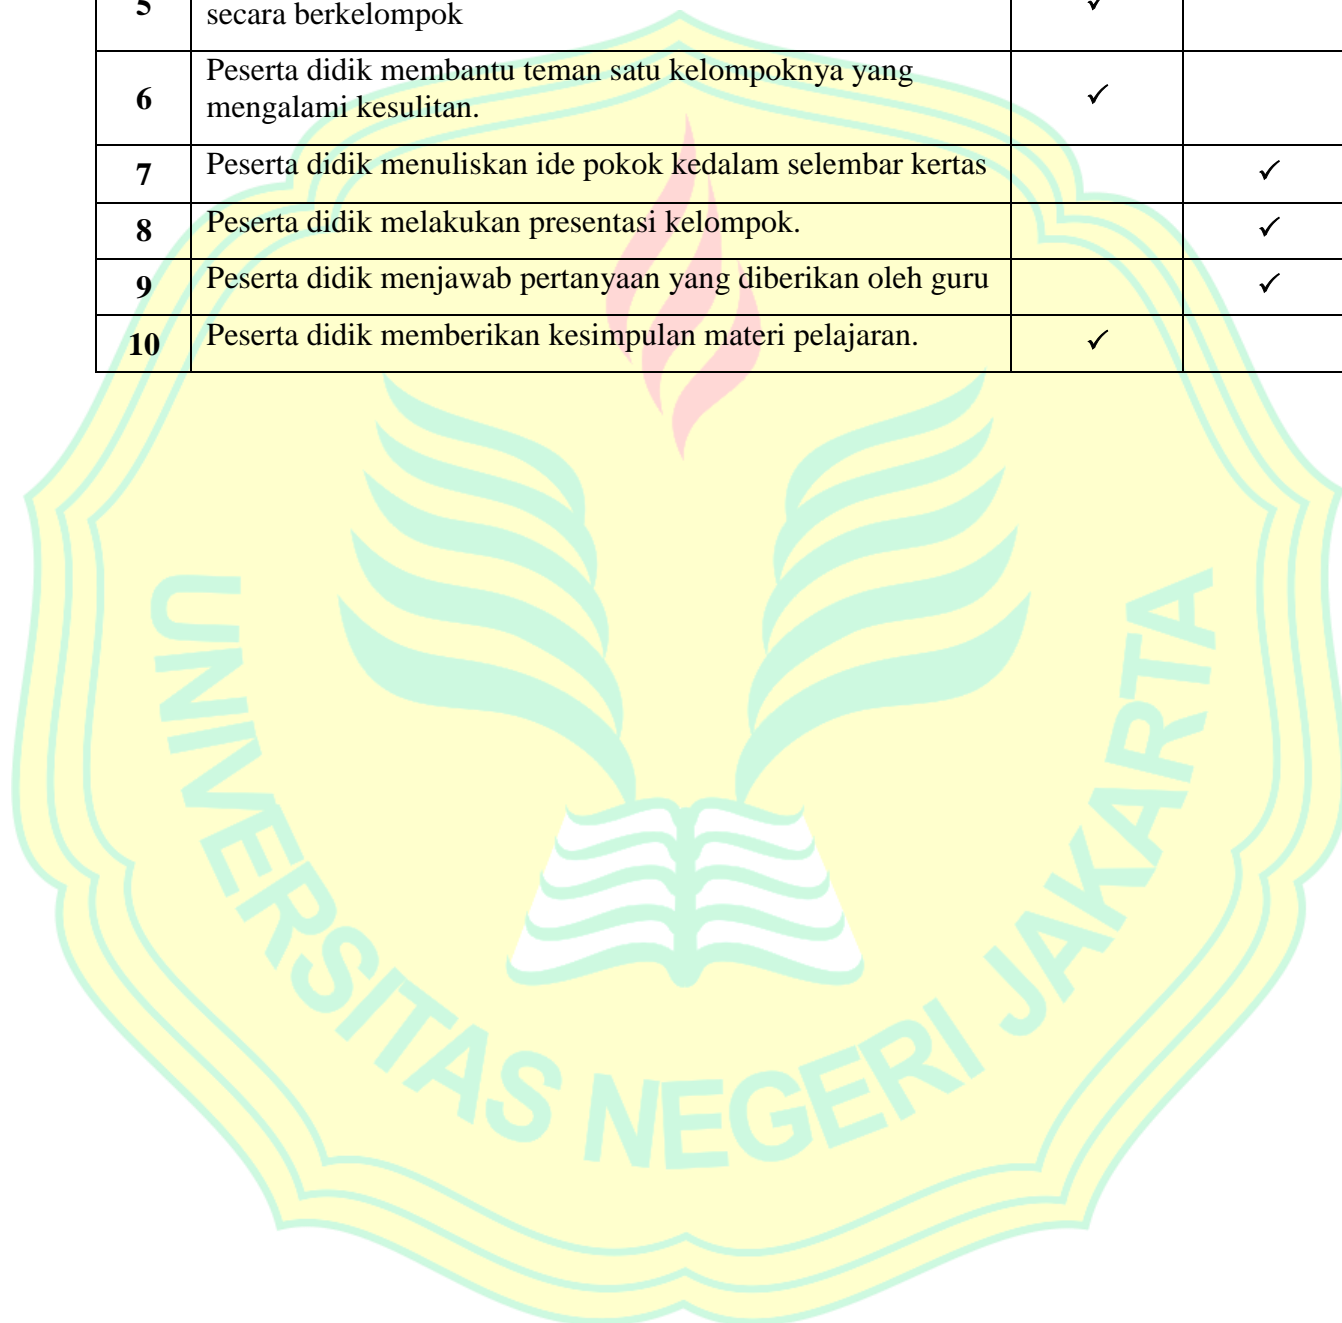 5 secara berkelompok ✓
Peserta didik membantu teman satu kelompoknya yang
6 mengalami kesulitan. ✓
7 Peserta didik menuliskan ide pokok kedalam selembar kertas ✓
8 Peserta didik melakukan presentasi kelompok. ✓
9 Peserta didik menjawab pertanyaan yang diberikan oleh guru ✓
10 Peserta didik memberikan kesimpulan materi pelajaran. ✓
UNIVERSITAS NEGERI JAKARTA